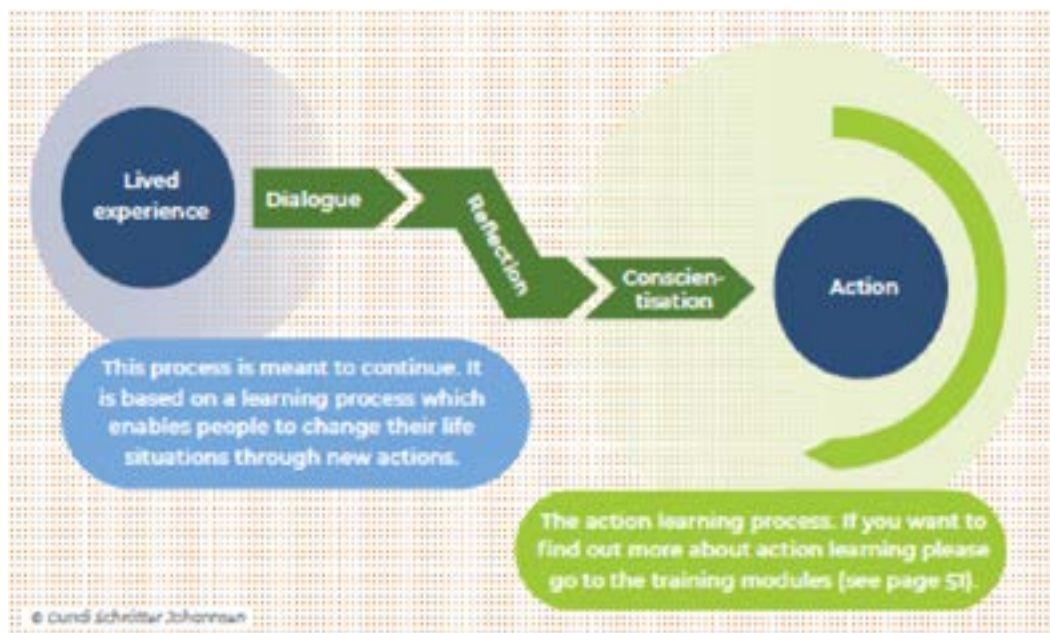 Lived
experience
Dialogue
Reflection
Conscien-
tisation
Action
This process is meant to continue. It
is based on a learning process which
enables people to change their life
situations through new actions.
The action learning process. If you want to
find out more about action learning please
go to the training modules (see page 51).
© Schnitter Johannsen